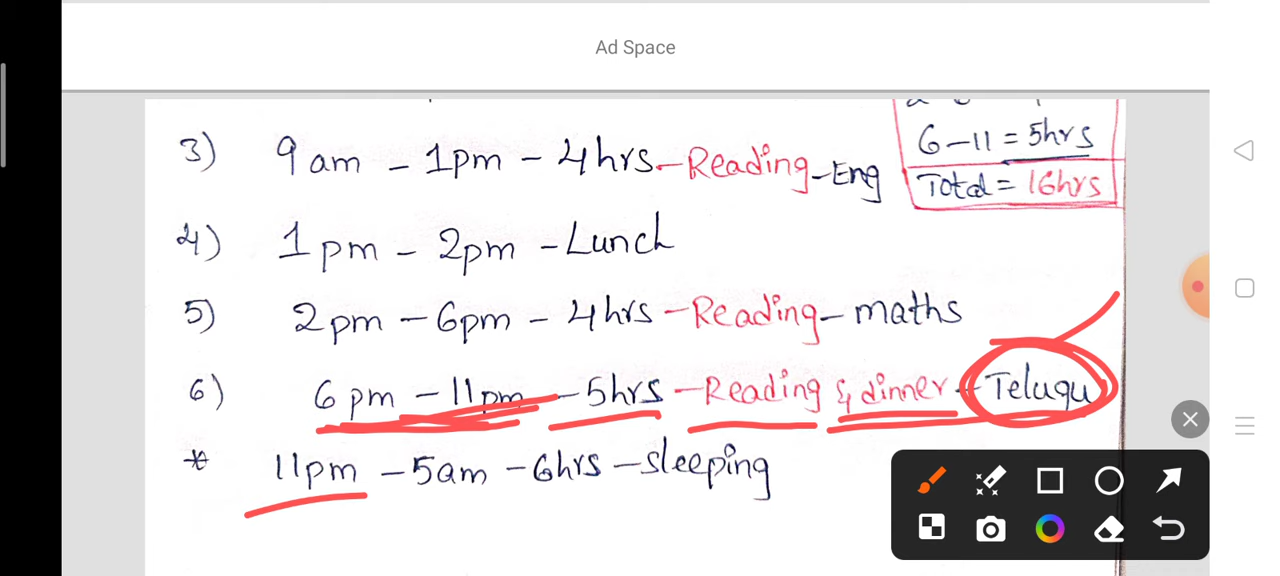 Ad Space
6-11 = 5hrs
Total = 16hrs
3) 9am - 1pm - 4hrs - Reading - Eng
4) 1pm - 2pm - Lunch
5) 2pm - 6pm - 4hrs - Reading - maths
6) 6pm - 11pm - 5hrs - Reading & dinner - Telugu
* 11pm - 5am - 6hrs - sleeping